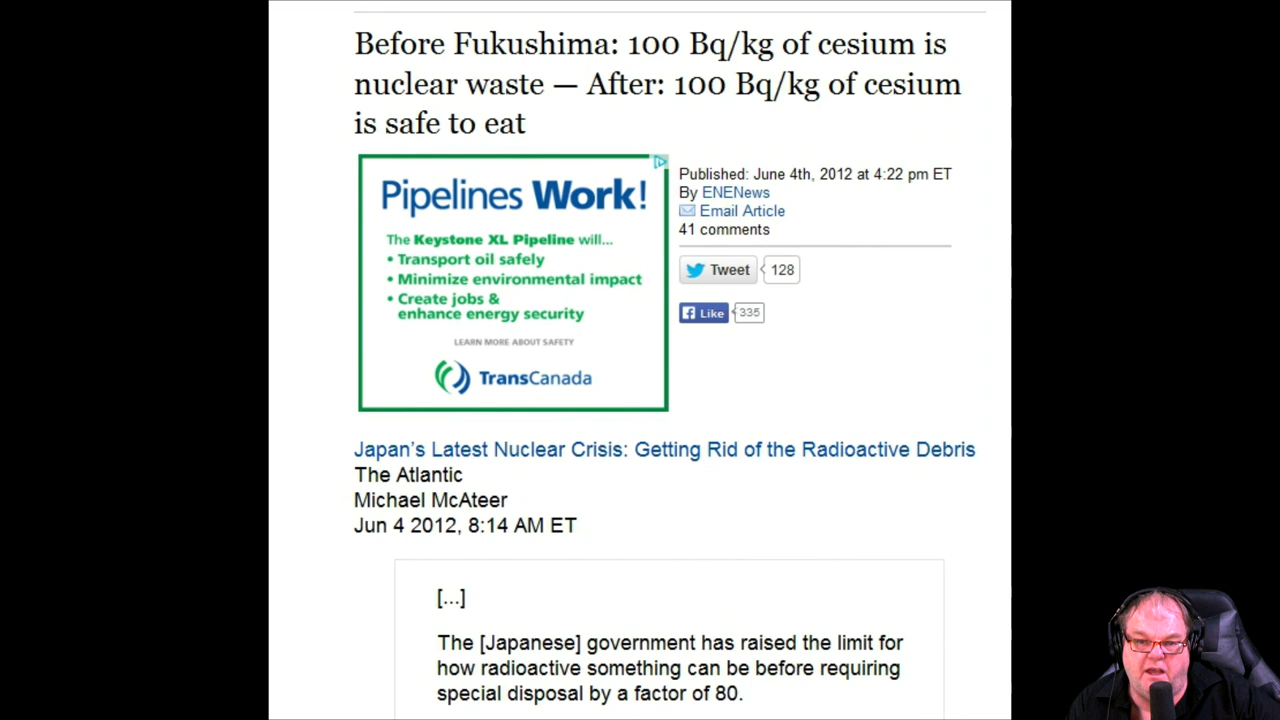 Before Fukushima: 100 Bq/kg of cesium is
nuclear waste — After: 100 Bq/kg of cesium
is safe to eat
Pipelines Work!
The Keystone XL Pipeline will...
• Transport oil safely
• Minimize environmental impact
• Create jobs &
enhance energy security
LEARN MORE ABOUT SAFETY
TransCanada
Published: June 4th, 2012 at 4:22 pm ET
By ENENews
Email Article
41 comments
Tweet 128
Like 335
Japan's Latest Nuclear Crisis: Getting Rid of the Radioactive Debris
The Atlantic
Michael McAteer
Jun 4 2012, 8:14 AM ET
[...]
The [Japanese] government has raised the limit for
how radioactive something can be before requiring
special disposal by a factor of 80.